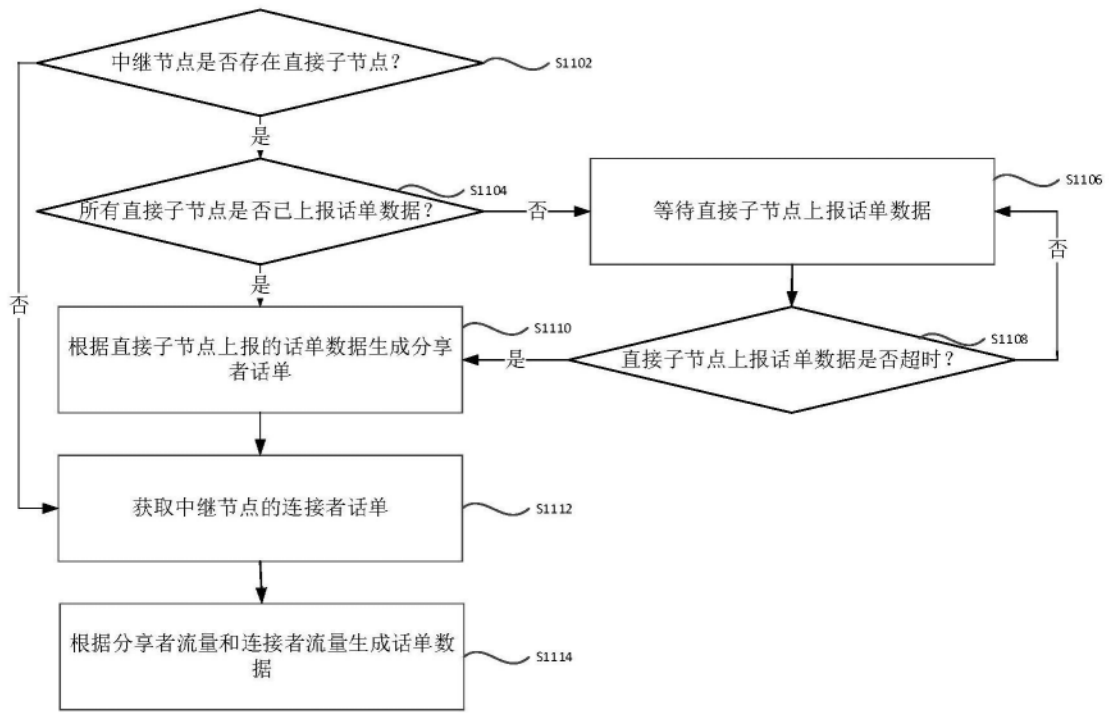 中继节点是否存在直接子节点?
S1102
是
所有直接子节点是否已上报话单数据?
S1104
否
等待直接子节点上报话单数据
S1106
否
是
否
根据直接子节点上报的话单数据生成分享
者话单
S1110
是
直接子节点上报话单数据是否超时?
S1108
获取中继节点的连接者话单
S1112
根据分享者流量和连接者流量生成话单数
据
S1114